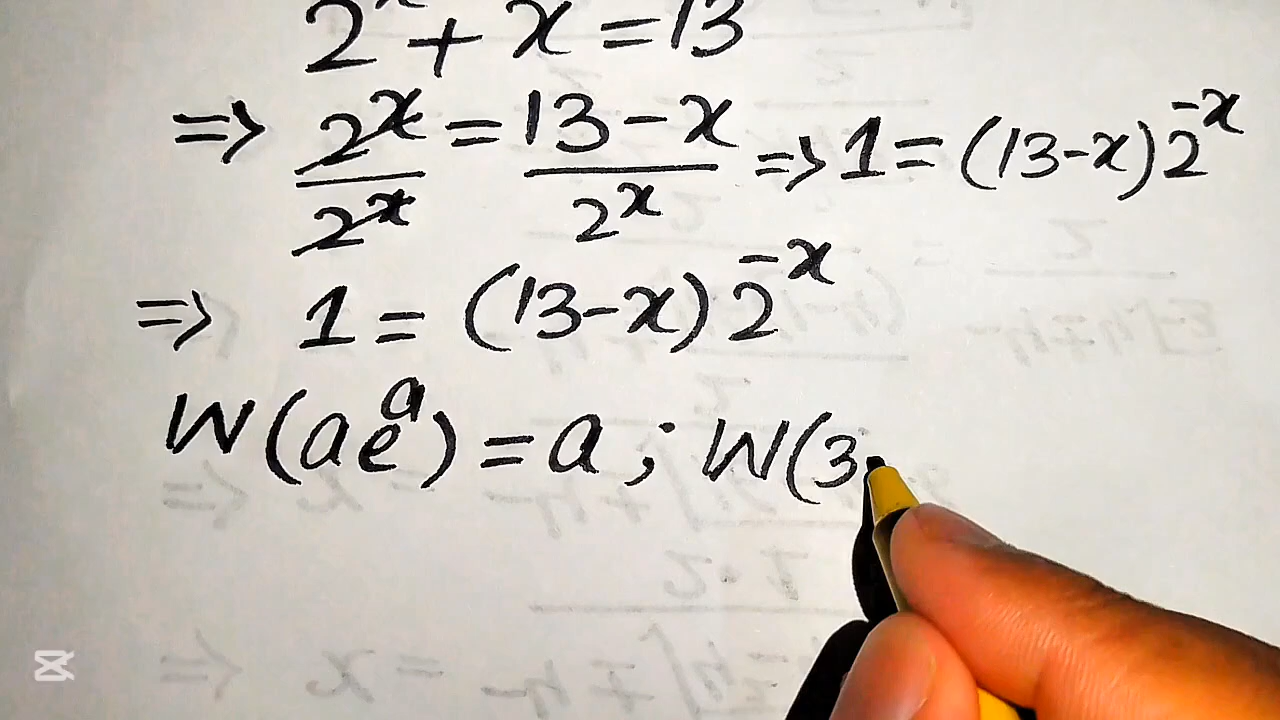 2^x + x = 13
=> 2^x/2^x = 13-x/2^x => 1 = (13-x)2^-x
=> 1 = (13-x)2^-x
W(ae^a) = a ; W(3